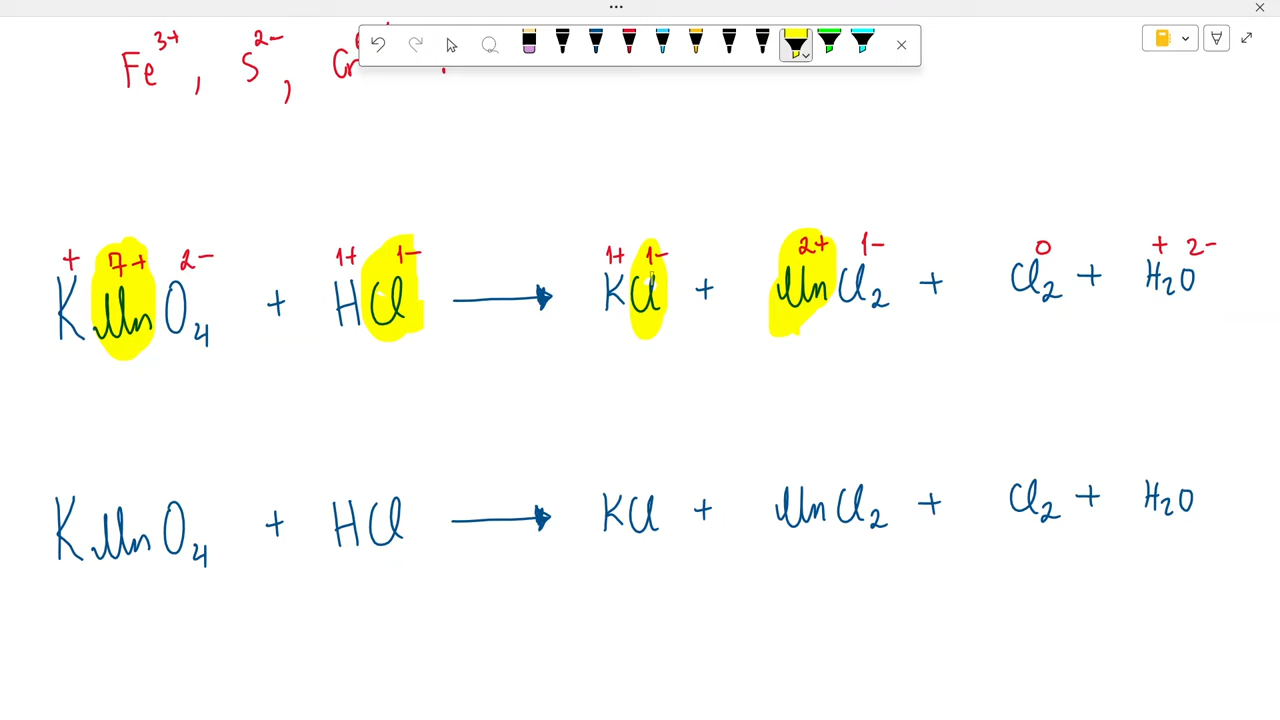 Fe³⁺, S²⁻, Cr
+ 7+ 2- 1+ 1- 1+ 1- 2+ 1- 0 + 2-
KMnO₄ + HCl → KCl + MnCl₂ + Cl₂ + H₂O
KMnO₄ + HCl → KCl + MnCl₂ + Cl₂ + H₂O